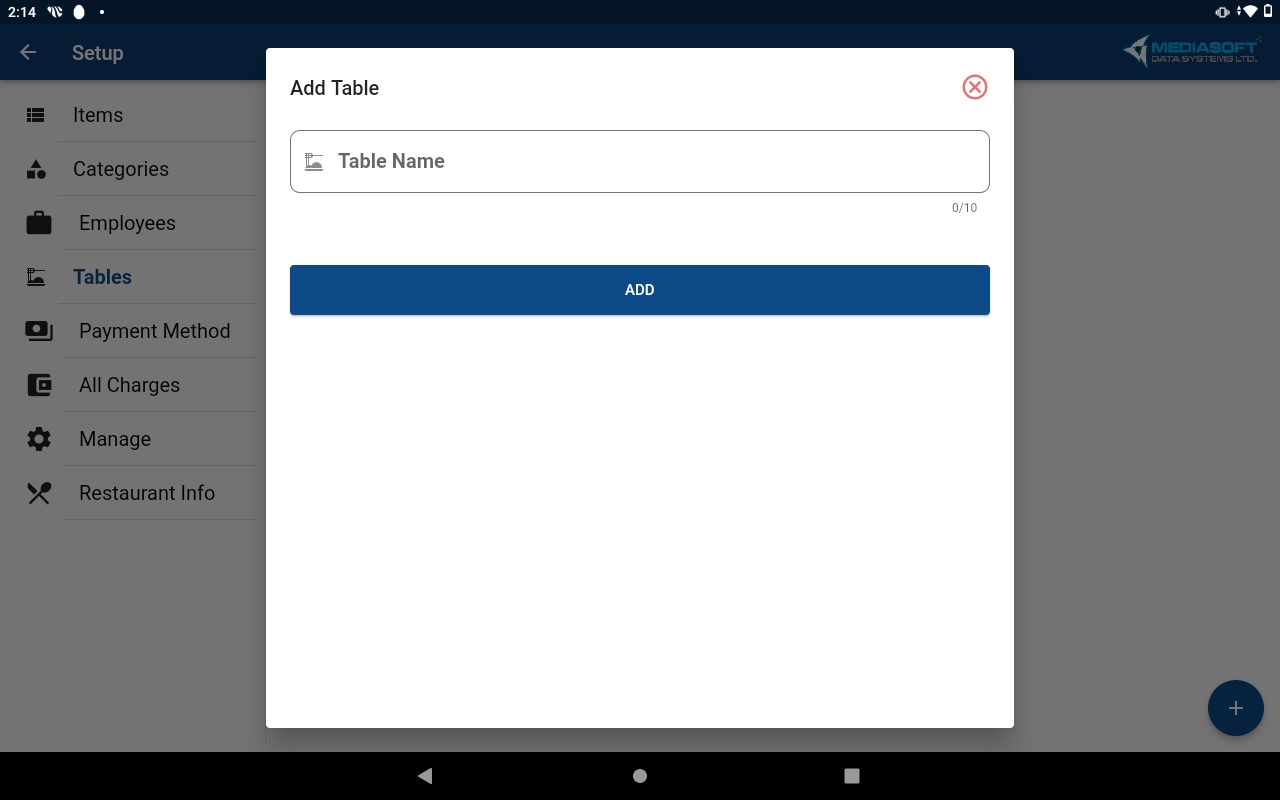 2:14
Setup
MEDIASOFT
DATA SYSTEMS LTD.
Items
Categories
Employees
Tables
Payment Method
All Charges
Manage
Restaurant Info
Add Table
Table Name
0/10
ADD